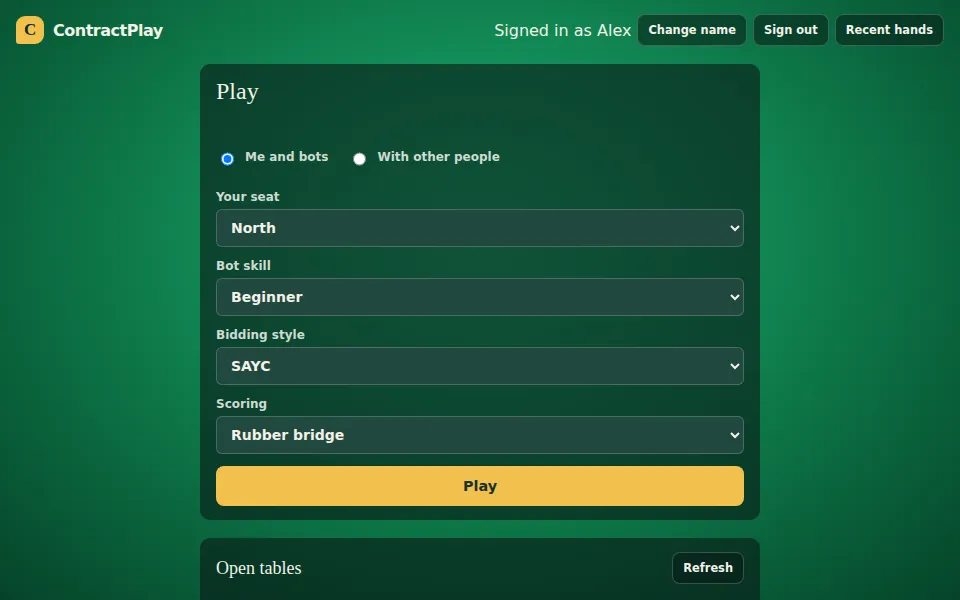 C ContractPlay
Signed in as Alex Change name Sign out Recent hands
Play
Me and bots With other people
Your seat
North
Bot skill
Beginner
Bidding style
SAYC
Scoring
Rubber bridge
Play
Open tables Refresh